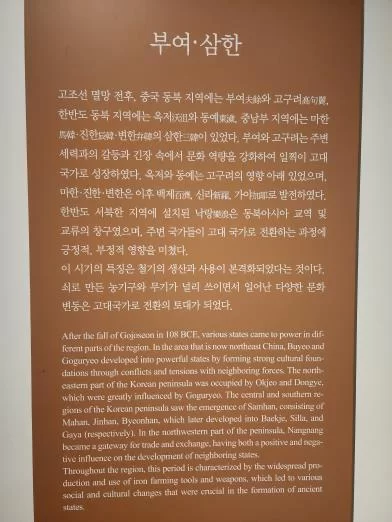 부여·삼한
고조선 멸망 전후, 중국 동북 지역에는 부여夫餘와 고구려高句麗,
한반도 동북 지역에는 옥저沃沮와 동예東濊, 중남부 지역에는 마한
馬韓·진한辰韓·변한弁韓의 삼한三韓이 있었다. 부여와 고구려는 주변
세력과의 갈등과 긴장 속에서 문화 역량을 강화하여 일찍이 고대
국가로 성장하였다. 옥저와 동예는 고구려의 영향 아래 있었으며,
마한·진한·변한은 이후 백제百濟, 신라新羅, 가야加耶로 발전하였다.
한반도 서북한 지역에 설치된 낙랑樂浪은 동북아시아 교역 및
교류의 창구였으며, 주변 국가들이 고대 국가로 전환하는 과정에
긍정적, 부정적 영향을 미쳤다.
이 시기의 특징은 철기의 생산과 사용이 본격화되었다는 것이다.
쇠로 만든 농기구와 무기가 널리 쓰이면서 일어난 다양한 문화
변동은 고대국가로 전환의 토대가 되었다.
After the fall of Gojoseon in 108 BCE, various states came to power in dif-
ferent parts of the region. In the area that is now northeast China, Buyeo and
Goguryeo developed into powerful states by forming strong cultural foun-
dations through conflicts and tensions with neighboring forces. The north-
eastern part of the Korean peninsula was occupied by Okjeo and Dongye,
which were greatly influenced by Goguryeo. The central and southern re-
gions of the Korean peninsula saw the emergence of Samhan, consisting of
Mahan, Jinhan, Byeonhan, which later developed into Baekje, Silla, and
Gaya (respectively). In the northwestern part of the peninsula, Nangnang
became a gateway for trade and exchange, having both a positive and nega-
tive influence on the development of neighboring states.
Throughout the region, this period is characterized by the widespread pro-
duction and use of iron farming tools and weapons, which led to various
social and cultural changes that were crucial in the formation of ancient
states.